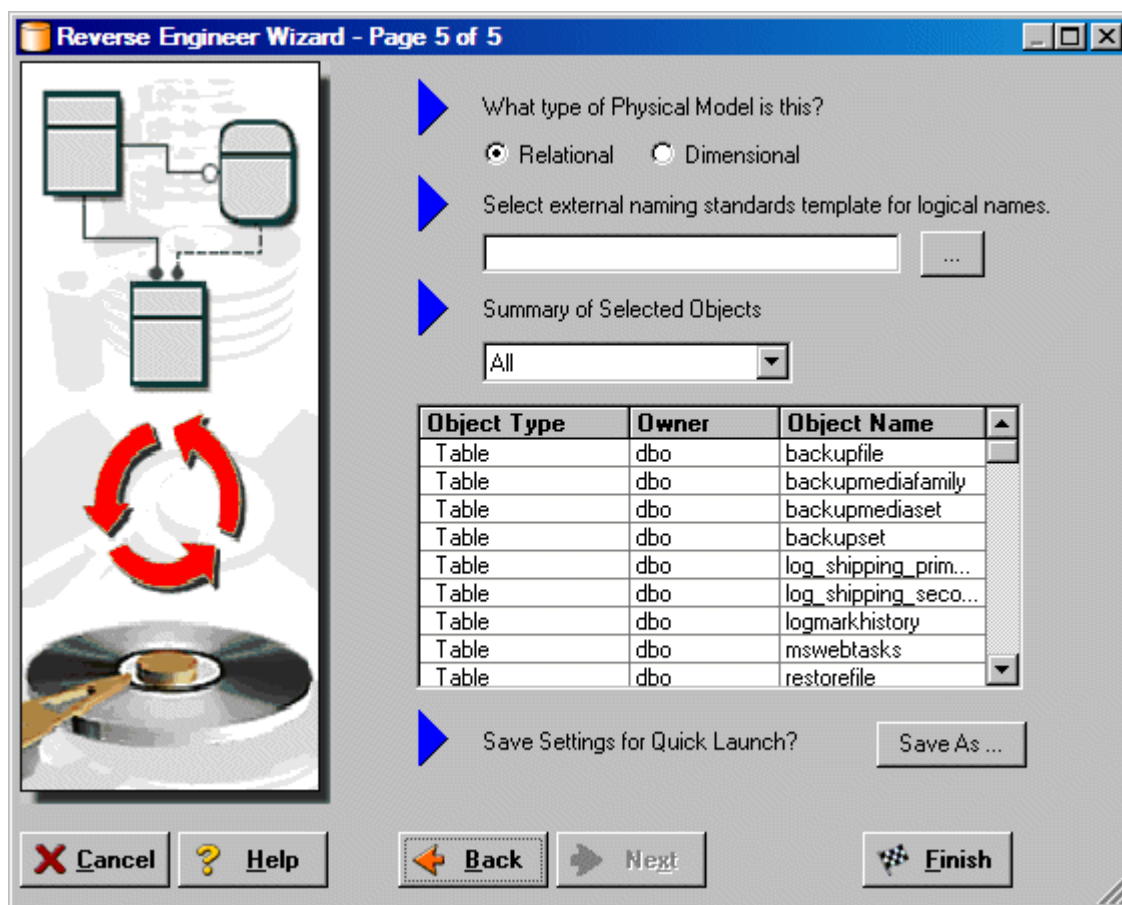 Reverse Engineer Wizard - Page 5 of 5
What type of Physical Model is this?
Relational Dimensional
Select external naming standards template for logical names.
...
Summary of Selected Objects
All
Object Type Owner Object Name
Table dbo backupfile
Table dbo backupmediafamily
Table dbo backupmediaset
Table dbo backupset
Table dbo log_shipping_prim...
Table dbo log_shipping_seco...
Table dbo logmarkhistory
Table dbo mswebtasks
Table dbo restorefile
Save Settings for Quick Launch? Save As ...
Cancel Help Back Next Finish